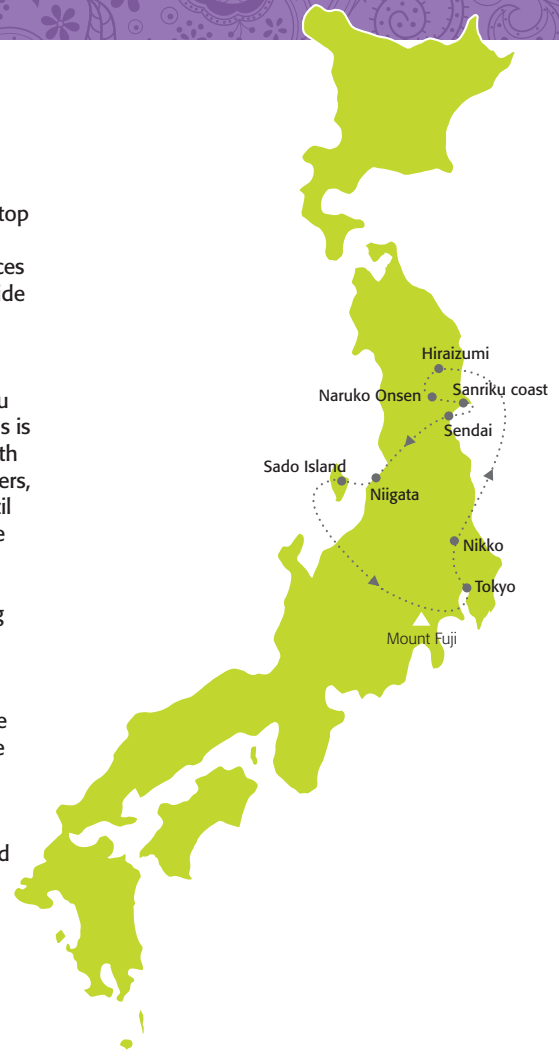 top
ces
ide
u
s is
th
ers,
il
e
g
e
e
d
Hiraizumi
Naruko Onsen
Sanriku coast
Sendai
Sado Island
Niigata
Nikko
Tokyo
Mount Fuji